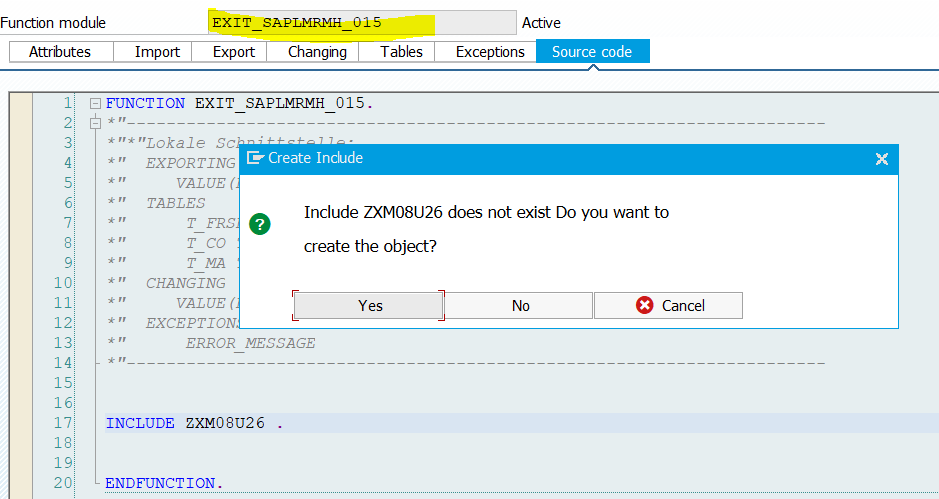 Function module EXIT_SAPLMRMH_015 Active
Attributes Import Export Changing Tables Exceptions Source code
1 FUNCTION EXIT_SAPLMRMH_015.
2 *"----------------------------------------------------------------------
3 *"*"Lokale Schnittstelle:
4 *" EXPORTING
5 *" VALUE(
6 *" TABLES
7 *" T_FRS
8 *" T_CO
9 *" T_MA
10 *" CHANGING
11 *" VALUE(
12 *" EXCEPTIONS
13 *" ERROR_MESSAGE
14 *"----------------------------------------------------------------------
15
16
17 INCLUDE ZXM08U26 .
18
19
20 ENDFUNCTION.
Create Include
Include ZXM08U26 does not exist Do you want to
create the object?
Yes No Cancel